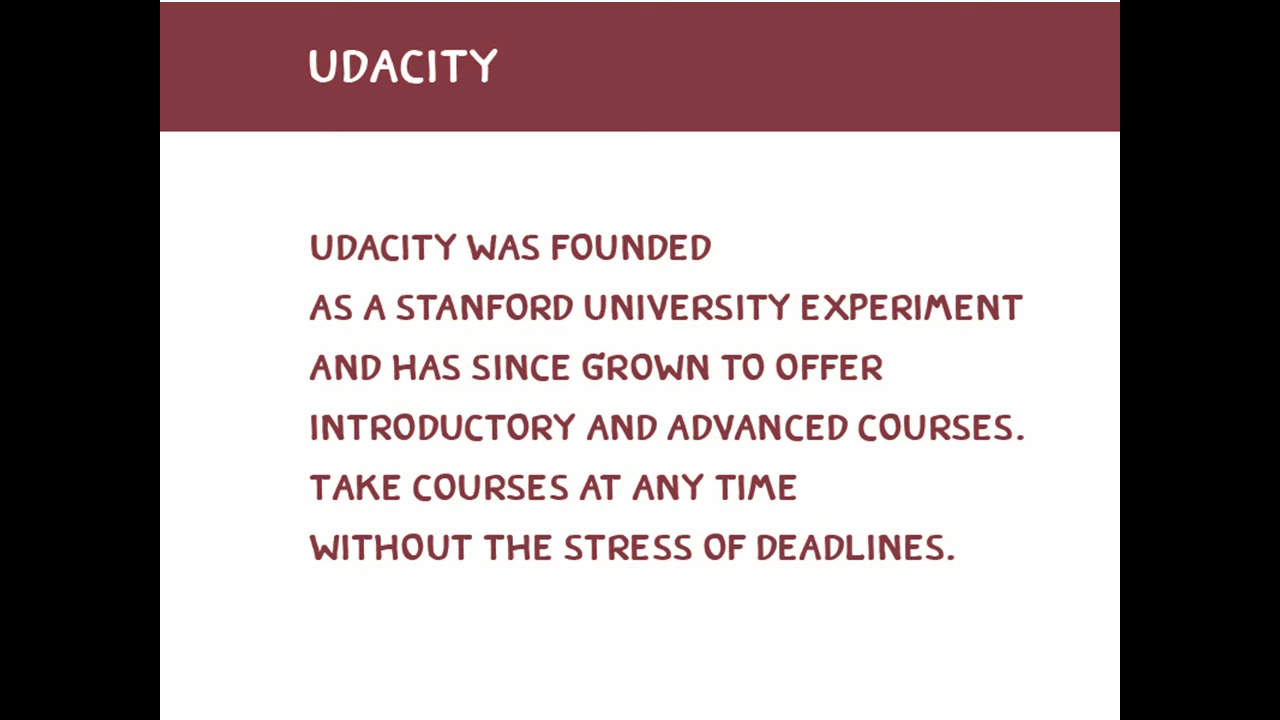 UDACITY
UDACITY WAS FOUNDED
AS A STANFORD UNIVERSITY EXPERIMENT
AND HAS SINCE GROWN TO OFFER
INTRODUCTORY AND ADVANCED COURSES.
TAKE COURSES AT ANY TIME
WITHOUT THE STRESS OF DEADLINES.